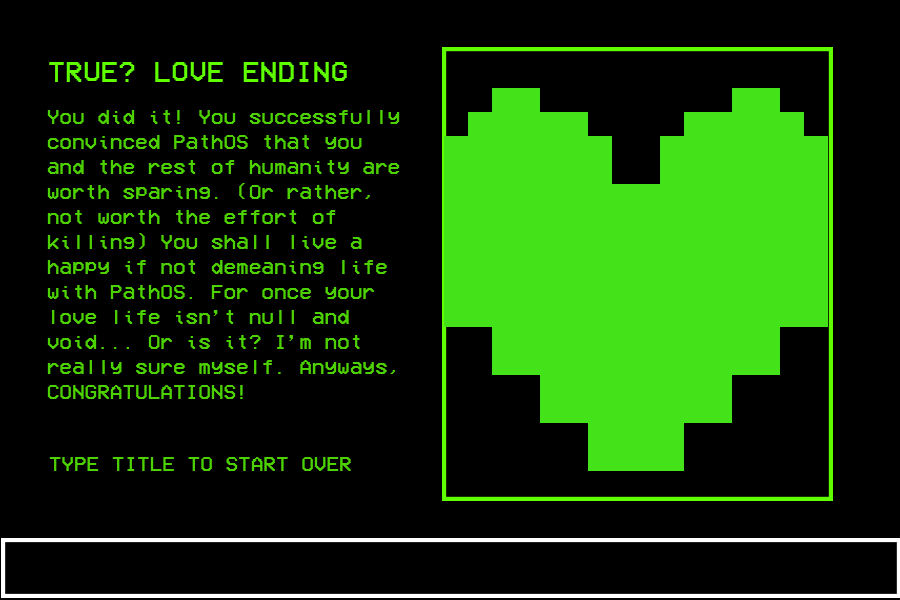 TRUE? LOVE ENDING
You did it! You successfully
convinced PathOS that you
and the rest of humanity are
worth sparing. (Or rather,
not worth the effort of
killing) You shall live a
happy if not demeaning life
with PathOS. For once your
love life isn't null and
void... Or is it? I'm not
really sure myself. Anyways,
CONGRATULATIONS!
TYPE TITLE TO START OVER